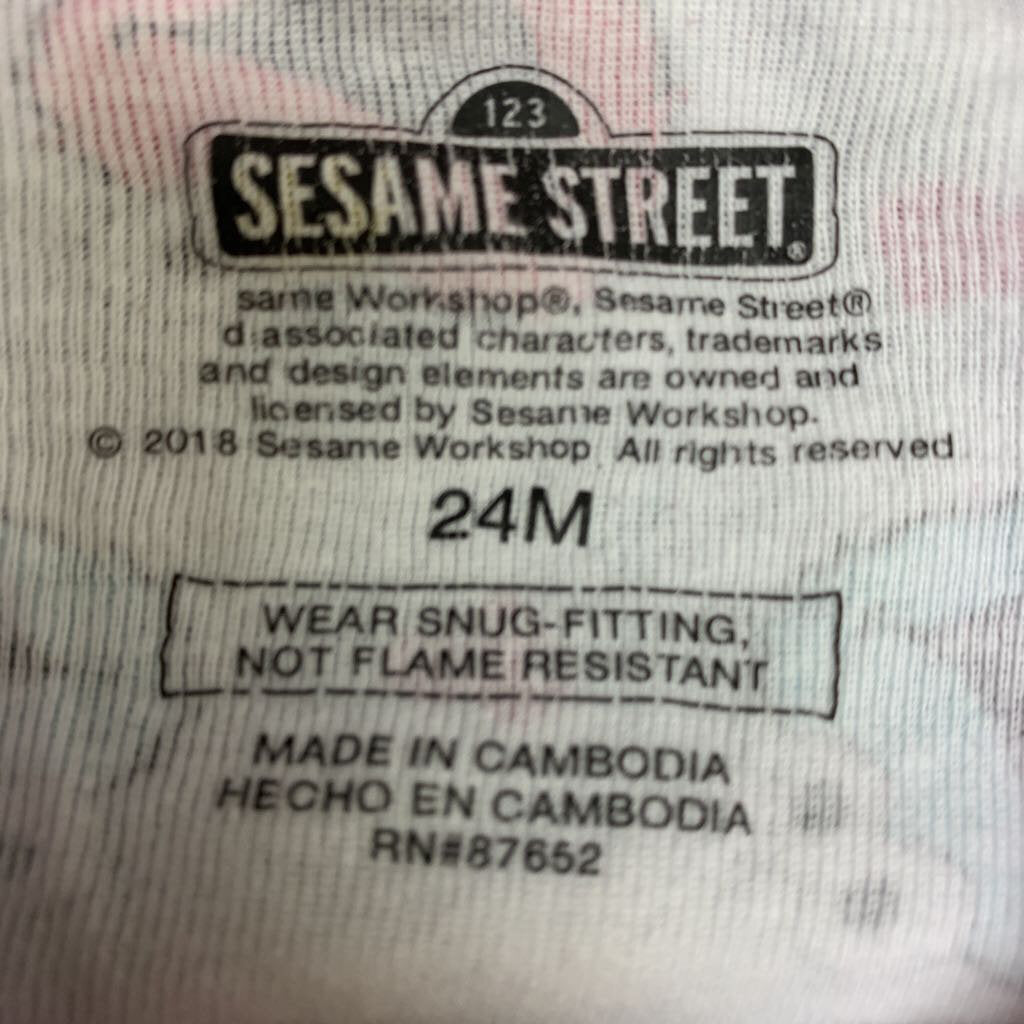 123
SESAME STREET®
same Workshop®, Sesame Street®
d associated characters, trademarks
and design elements are owned and
licensed by Sesame Workshop.
© 2018 Sesame Workshop. All rights reserved
24M
WEAR SNUG-FITTING,
NOT FLAME RESISTANT
MADE IN CAMBODIA
HECHO EN CAMBODIA
RN#87652